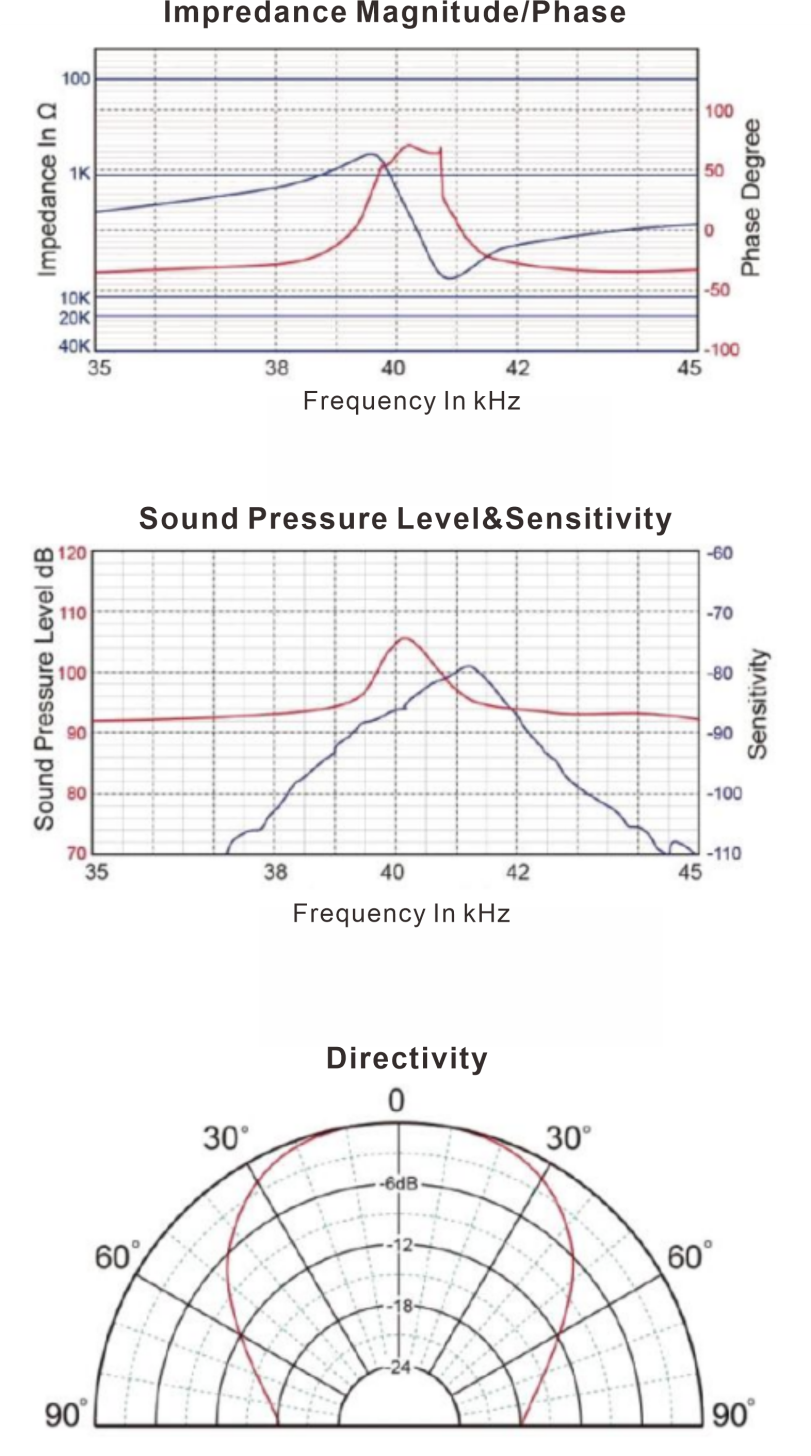 Impredance Magnitude/Phase
Impedance In Ω
100
1K
10K
20K
40K
100
50
0
-50
-100
Phase Degree
35 38 40 42 45
Frequency In kHz
Sound Pressure Level&Sensitivity
Sound Pressure Level dB
120
110
100
90
80
70
-60
-70
-80
-90
-100
-110
Sensitivity
35 38 40 42 45
Frequency In kHz
Directivity
0
30° 30°
-6dB
60° 60°
-12
-18
-24
90° 90°